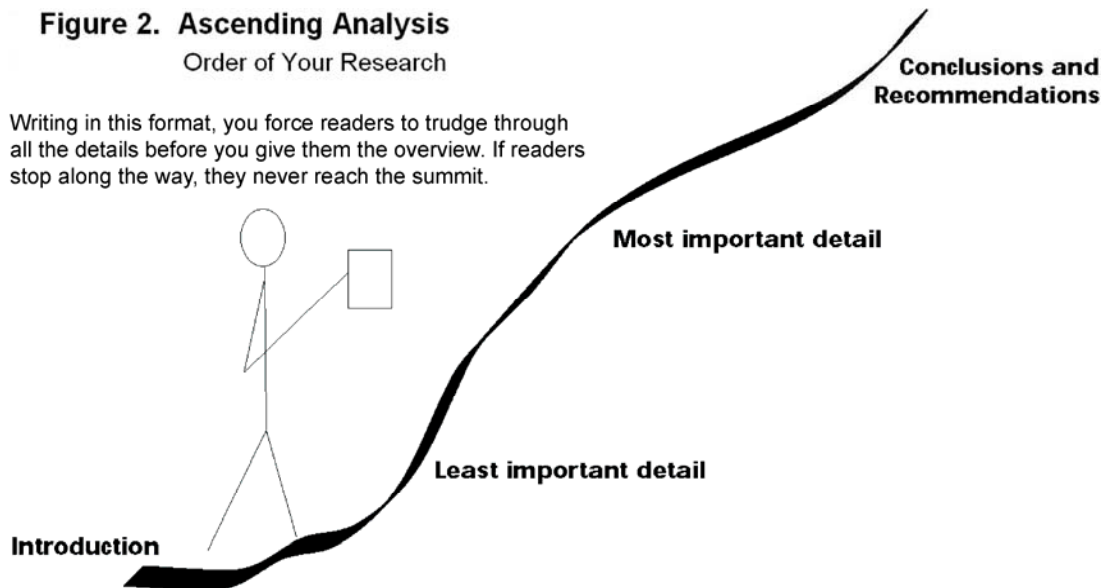 Figure 2. Ascending Analysis
Order of Your Research
Writing in this format, you force readers to trudge through
all the details before you give them the overview. If readers
stop along the way, they never reach the summit.
Conclusions and
Recommendations
Most important detail
Least important detail
Introduction